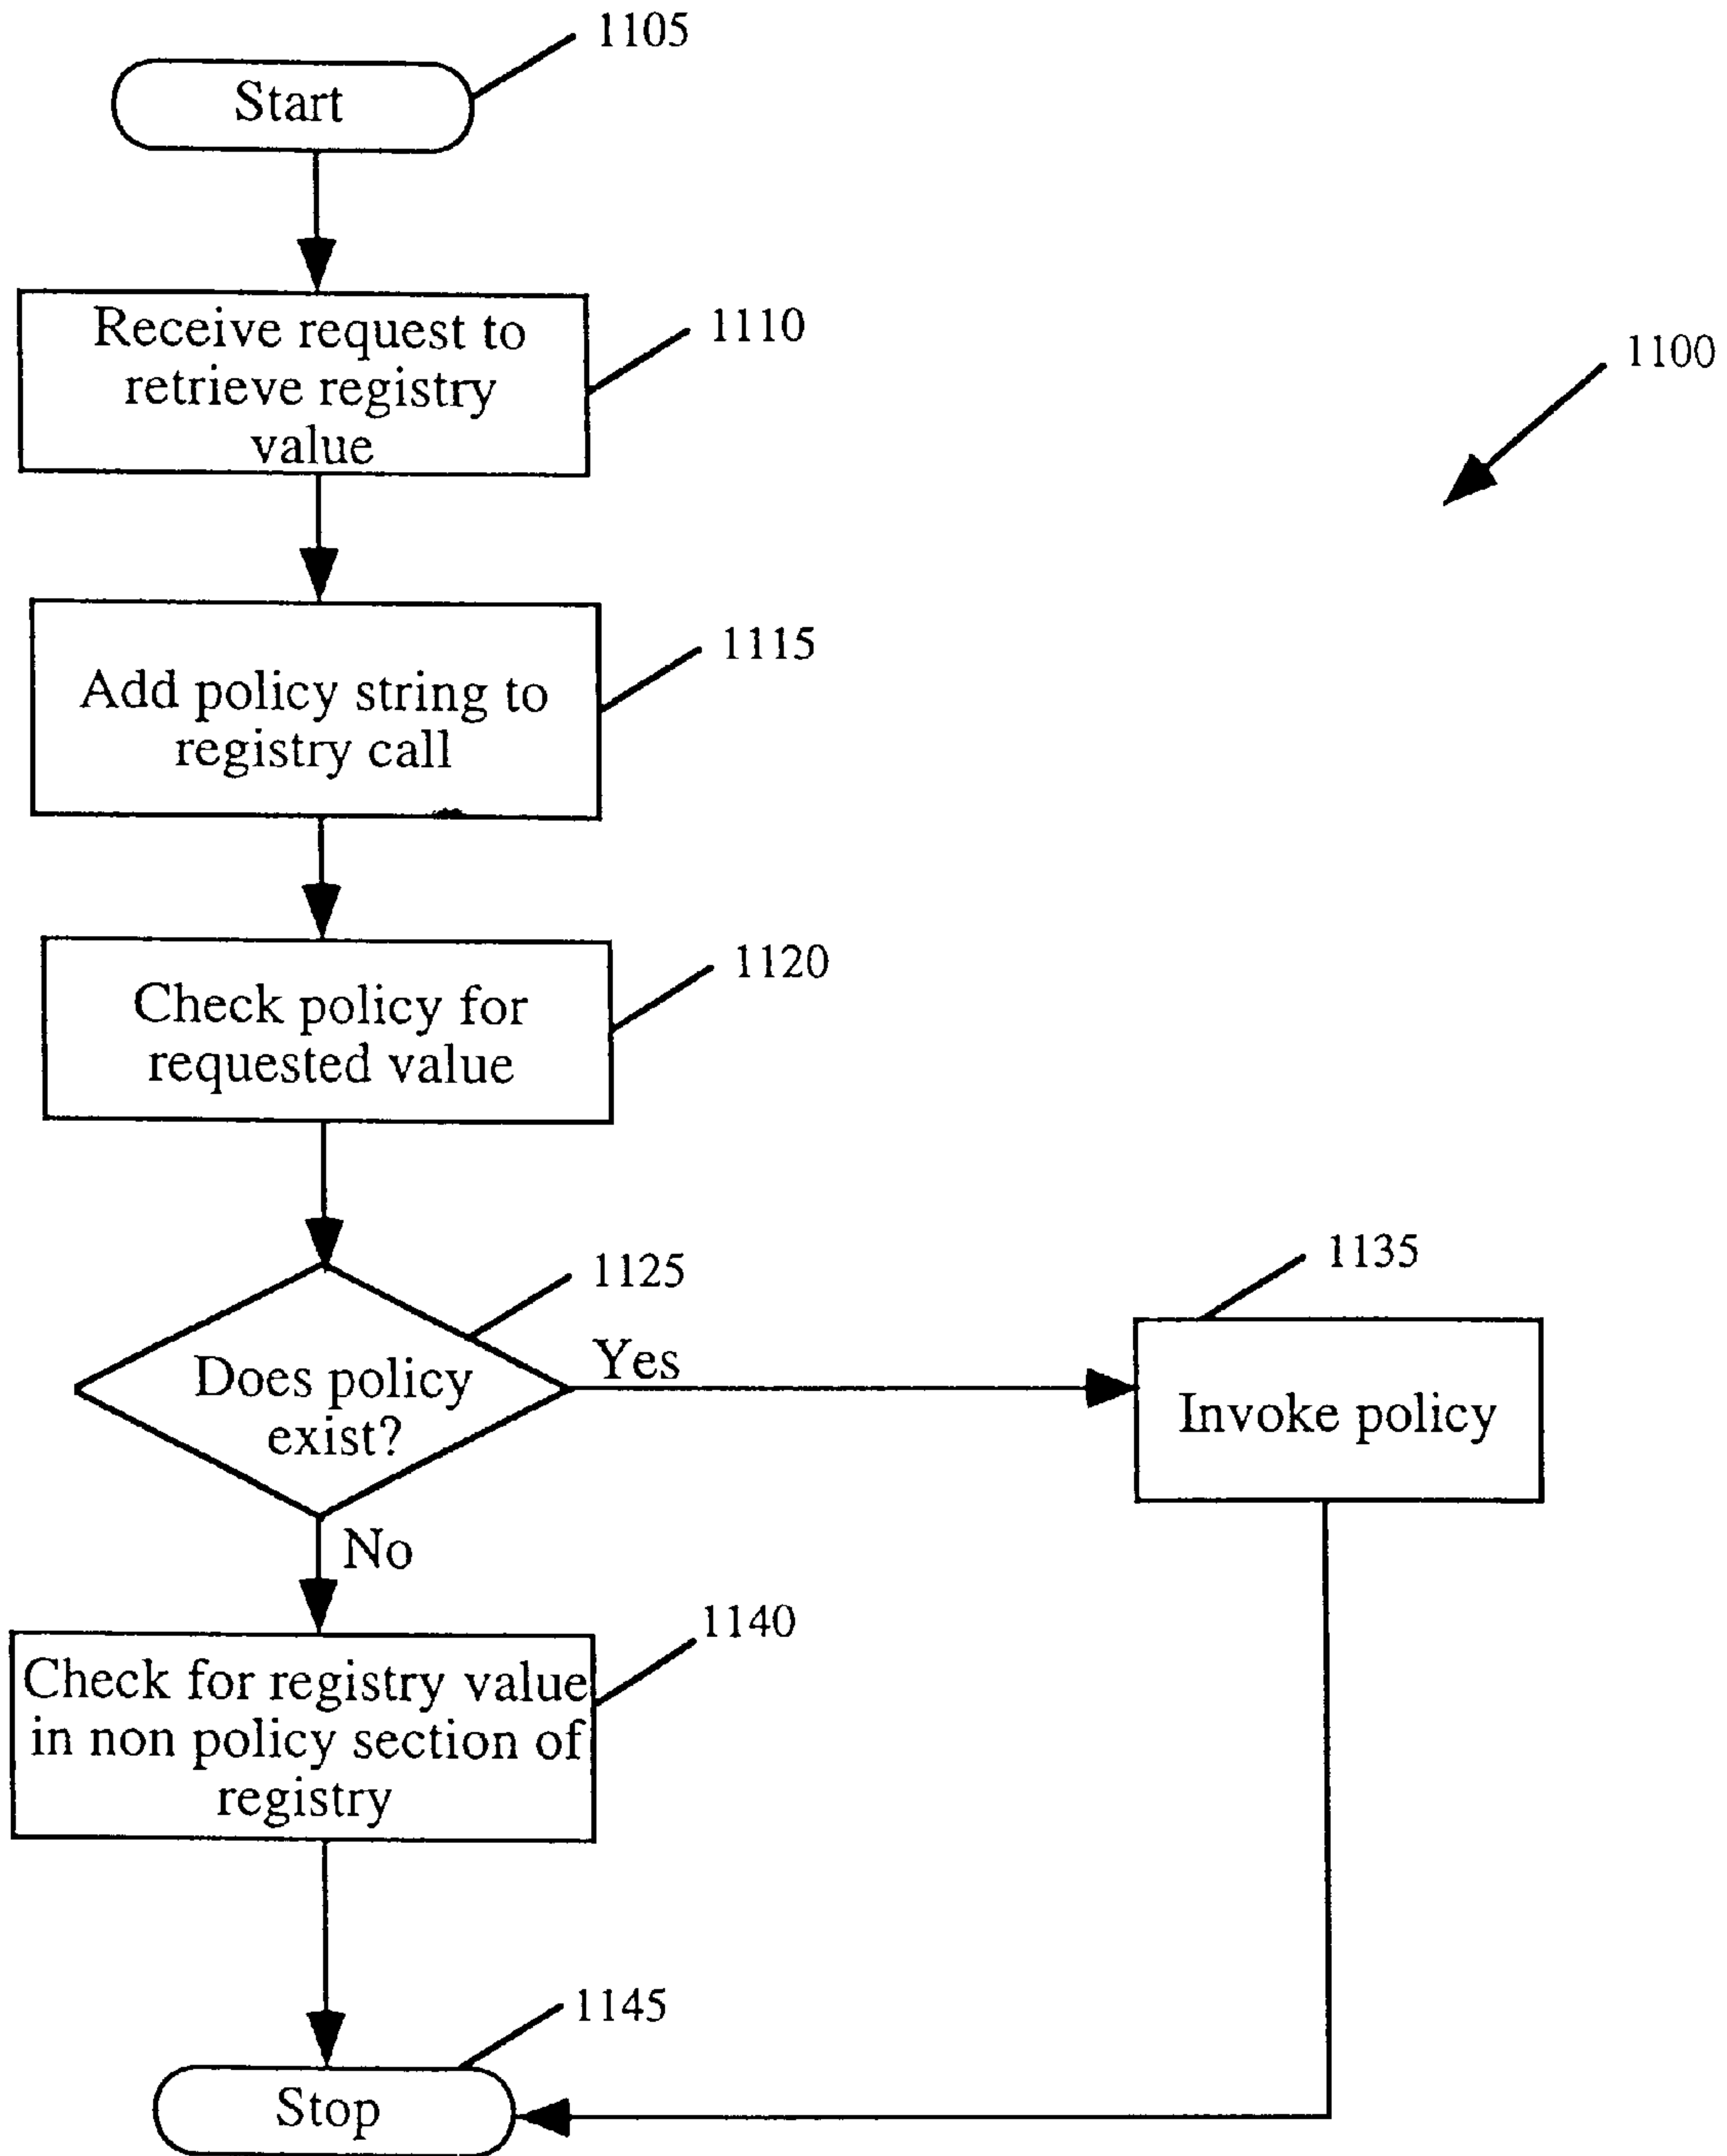 1105
Start
Receive request to
retrieve registry
value
1110
1100
Add policy string to
registry call
1115
Check policy for
requested value
1120
Does policy
exist?
1125
Yes
1135
Invoke policy
No
Check for registry value
in non policy section of
registry
1140
1145
Stop